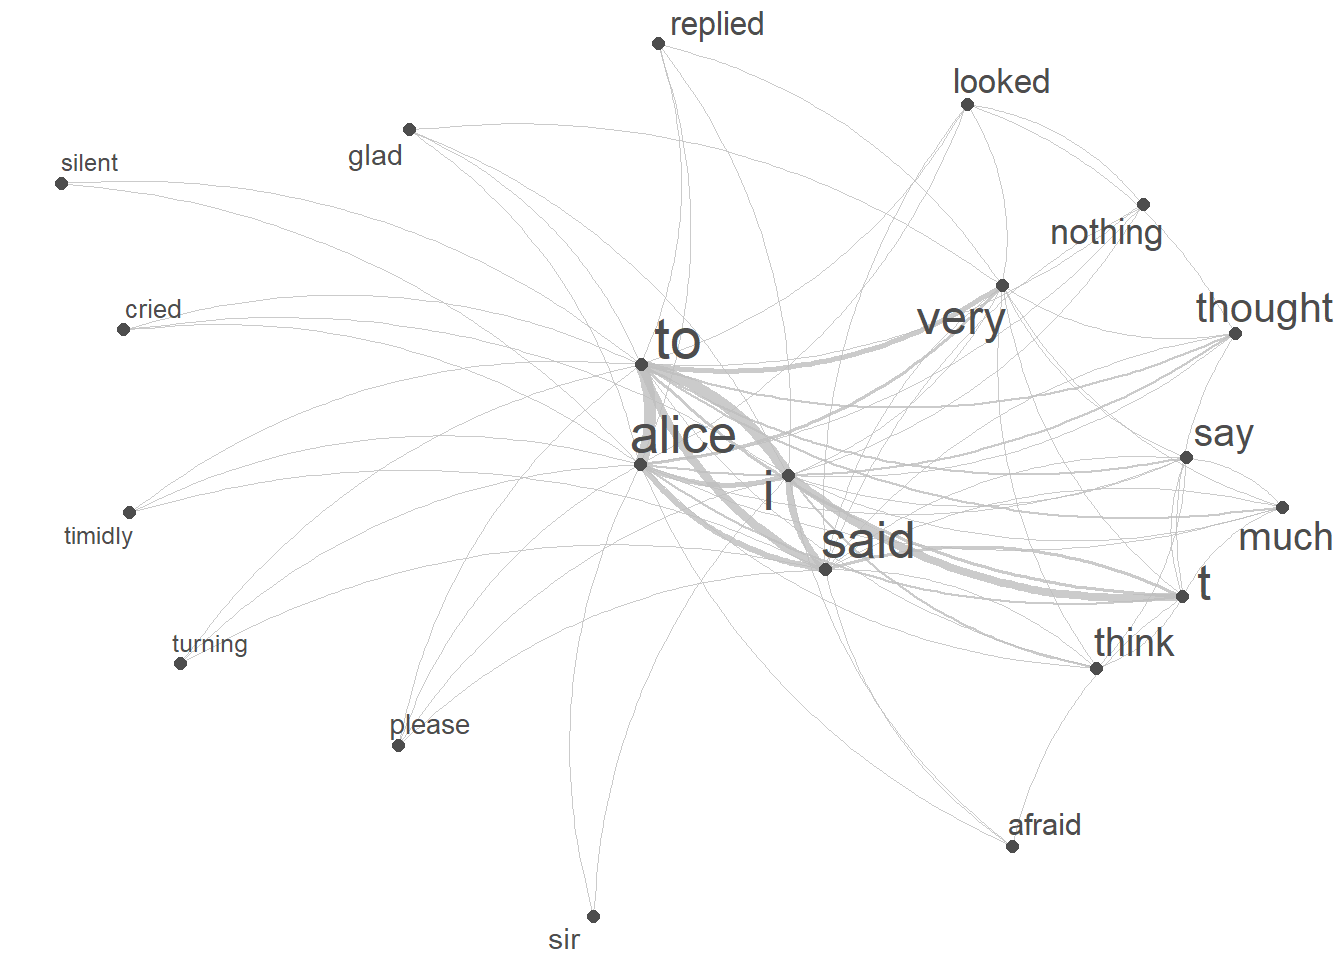 replied
looked
glad
silent
nothing
cried
thought
very
to
say
alice
i
much
said
t
timidly
think
turning
please
afraid
sir